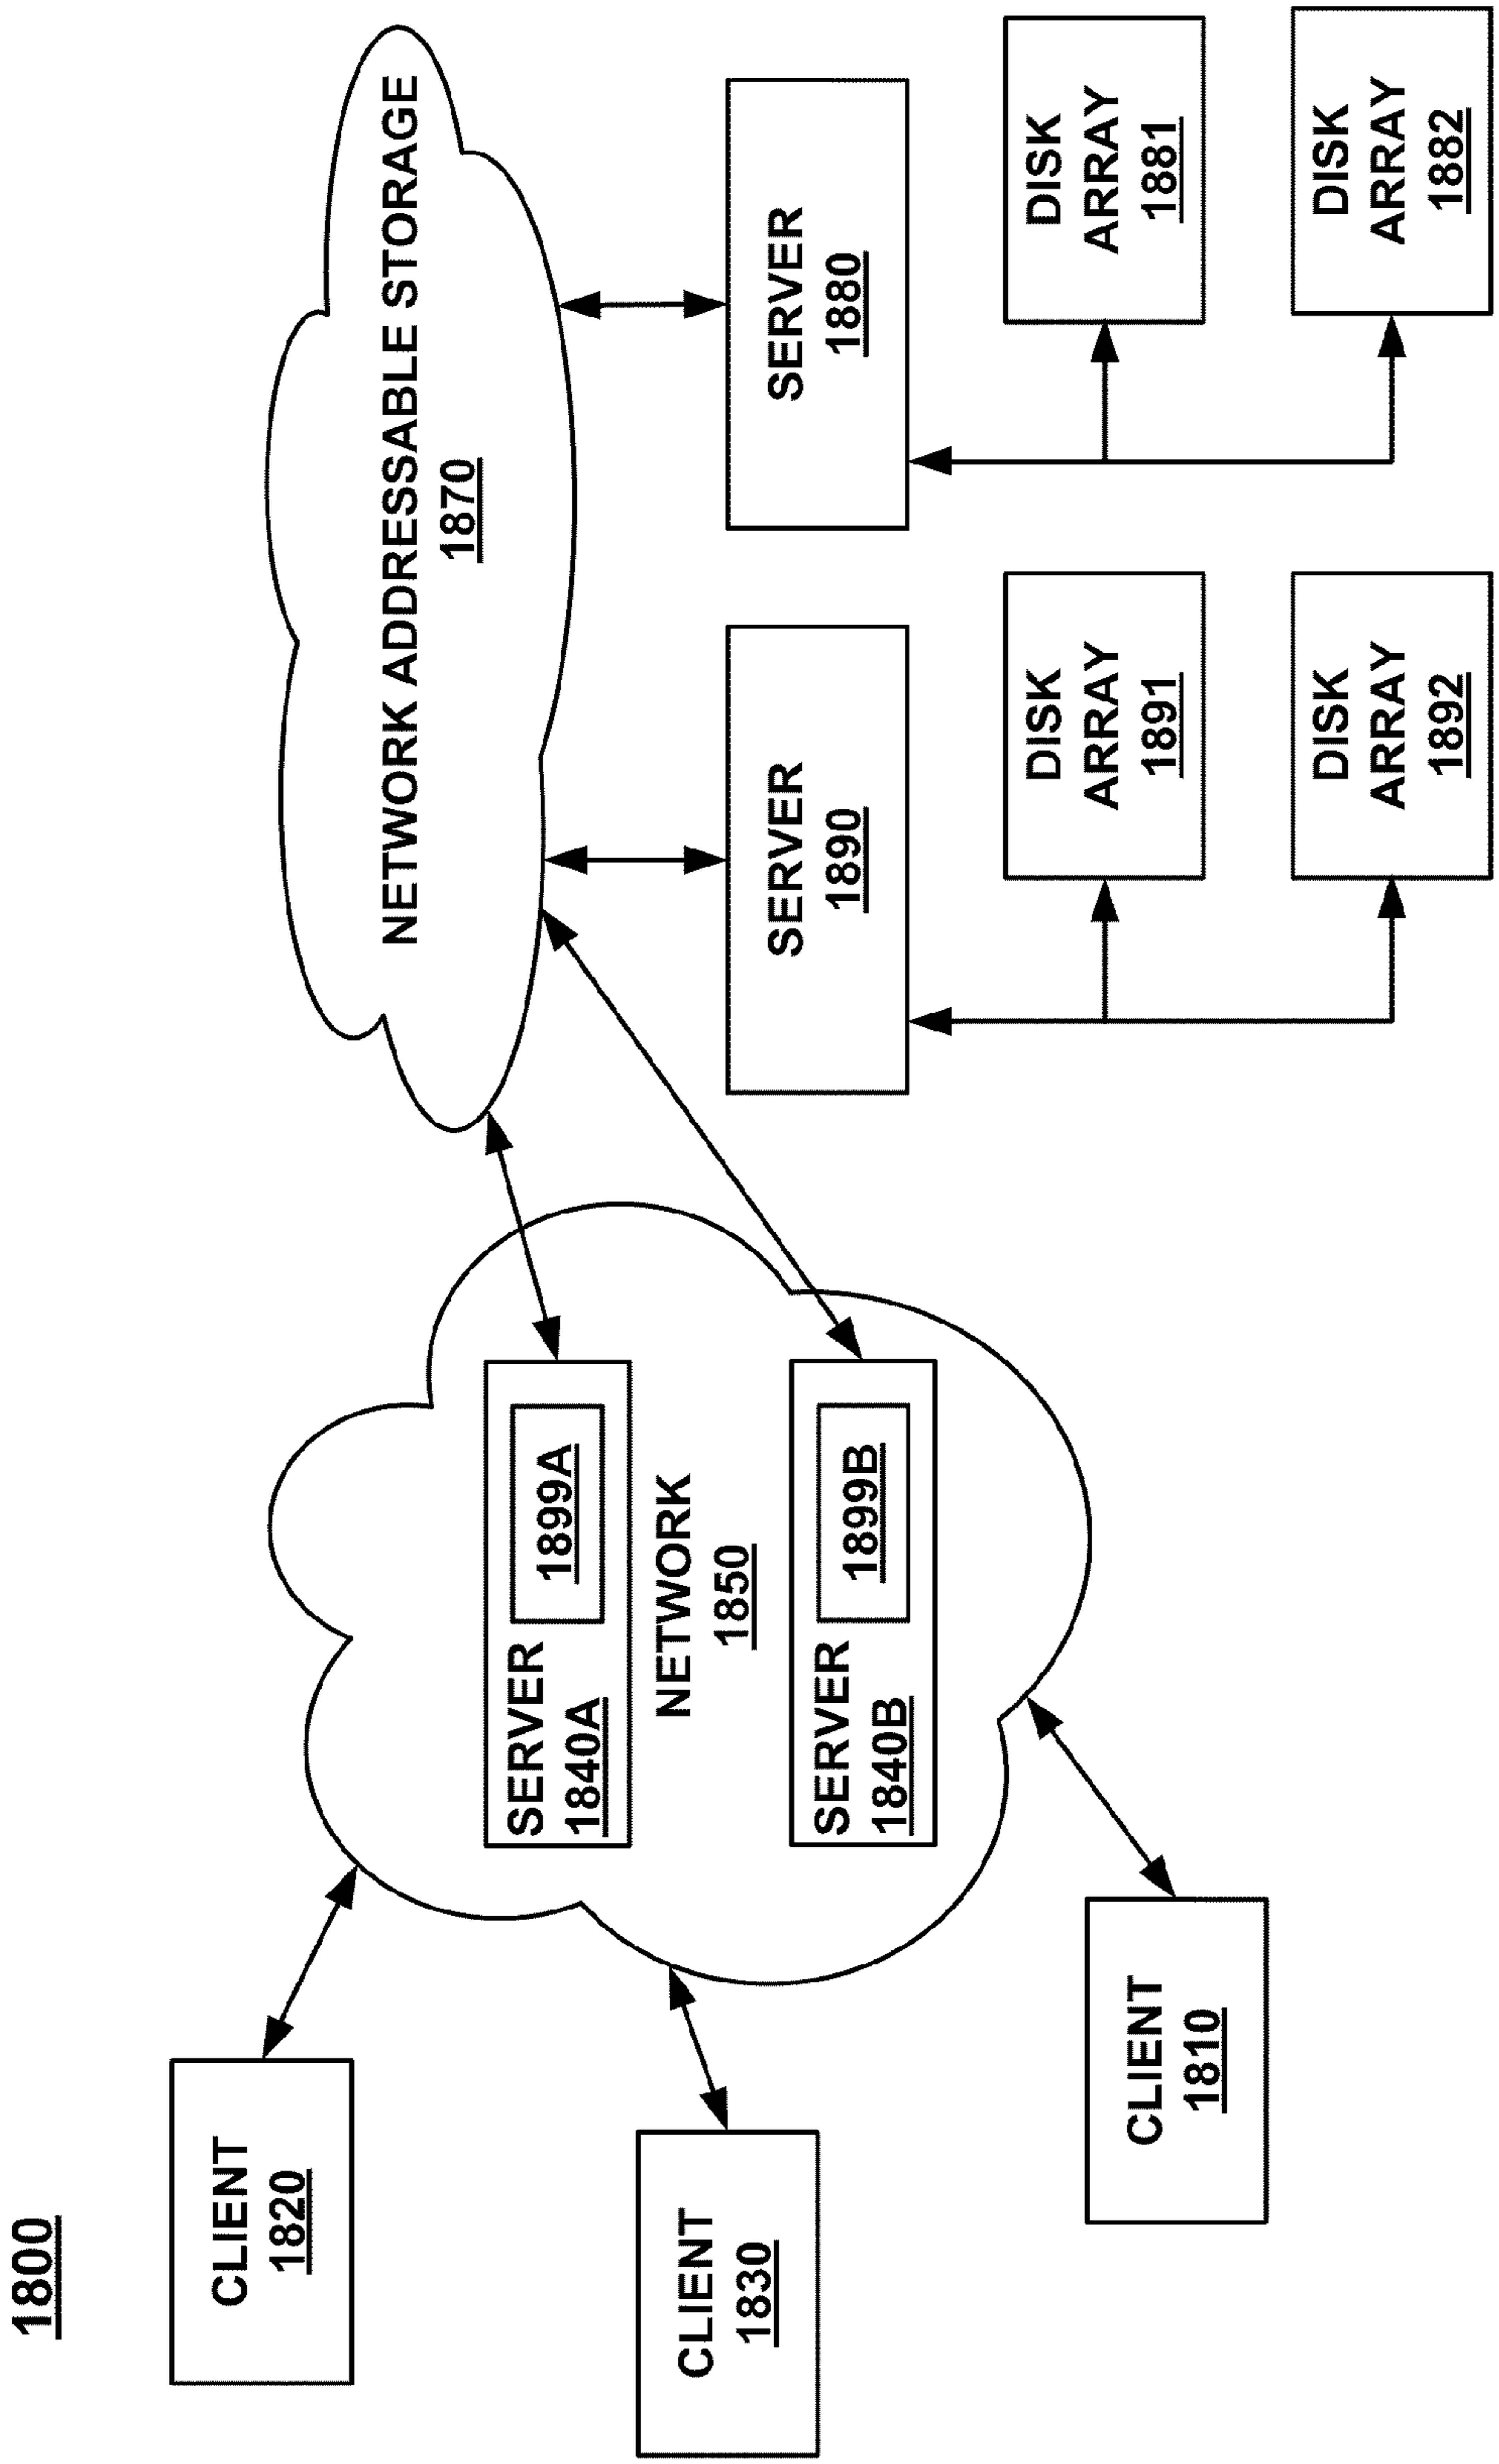 1800
CLIENT
1820
CLIENT
1830
CLIENT
1810
SERVER
1840A
1899A
NETWORK
1850
SERVER
1840B
1899B
NETWORK ADDRESSABLE STORAGE
1870
SERVER
1890
SERVER
1880
DISK
ARRAY
1891
DISK
ARRAY
1881
DISK
ARRAY
1892
DISK
ARRAY
1882